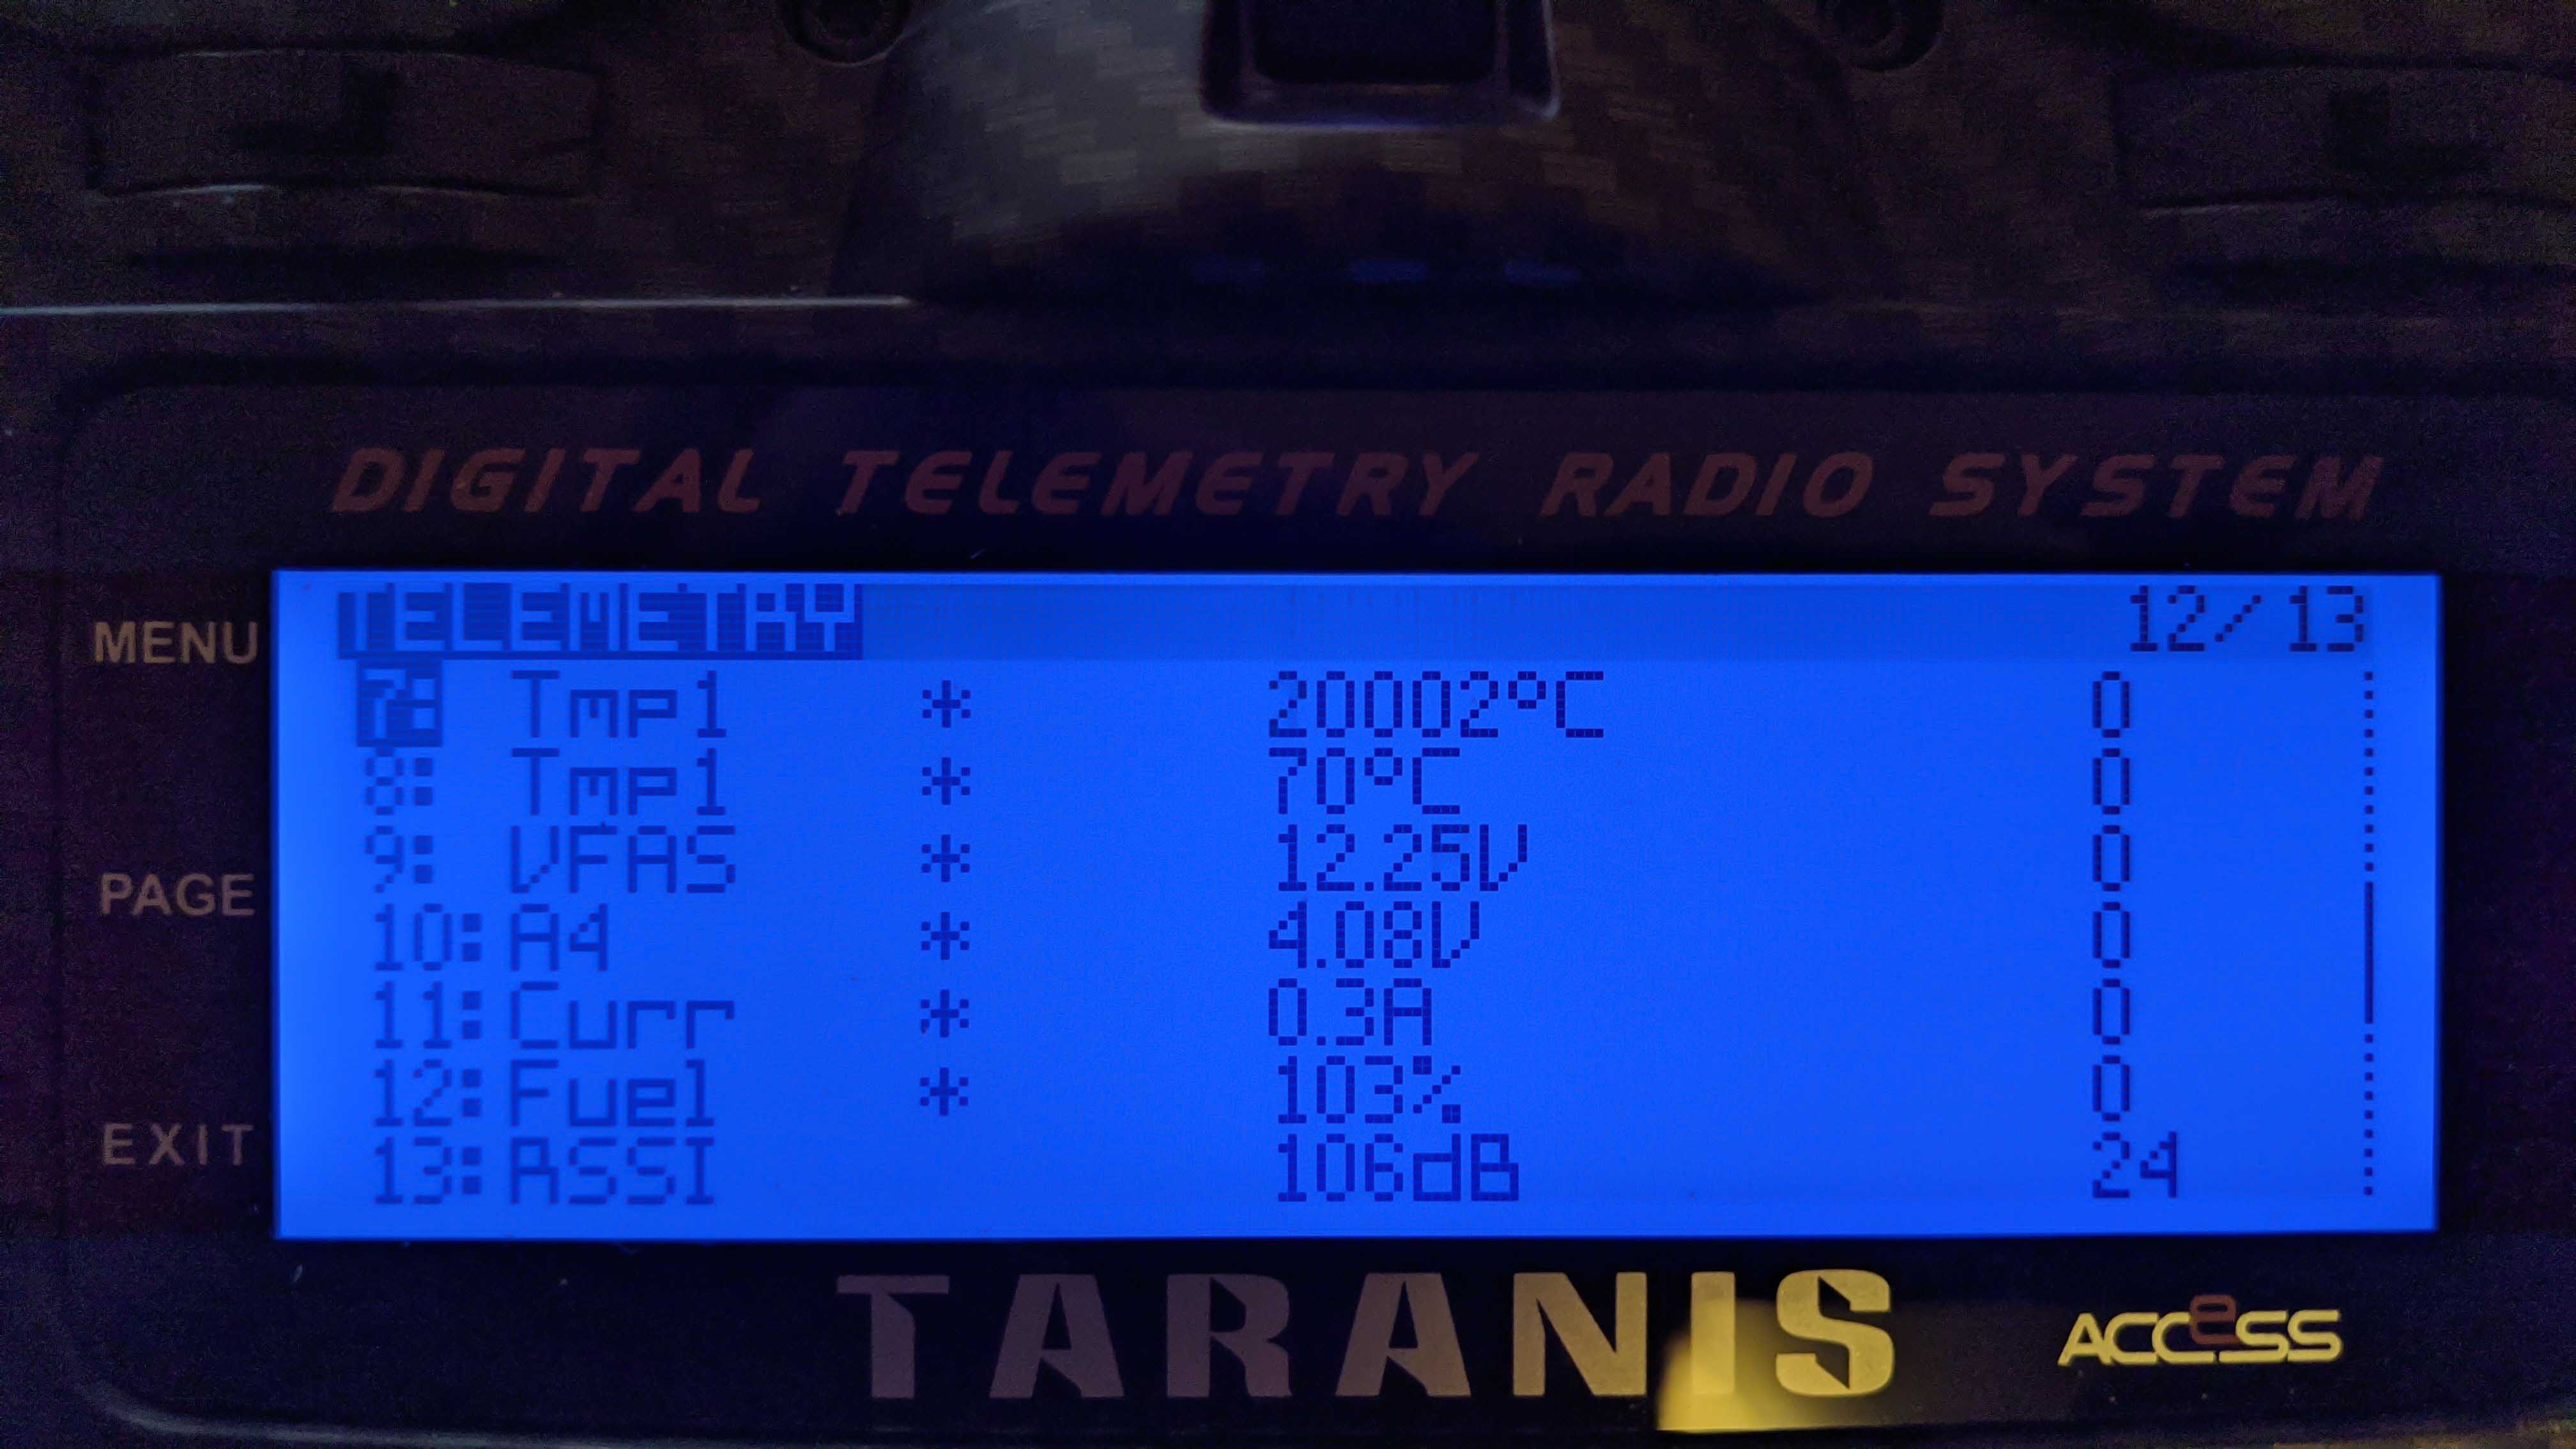 DIGITAL TELEMETRY RADIO SYSTEM
TELEMETRY 12/13
MENU
7: Tmp1 * 20002°C 0
8: Tmp1 * 70°C 0
9: VFAS * 12.25V 0
PAGE
10: A4 * 4.08V 0
11: Curr * 0.3A 0
12: Fuel * 103% 0
EXIT
13: RSSI 106dB 24
TARANIS
ACCeSS